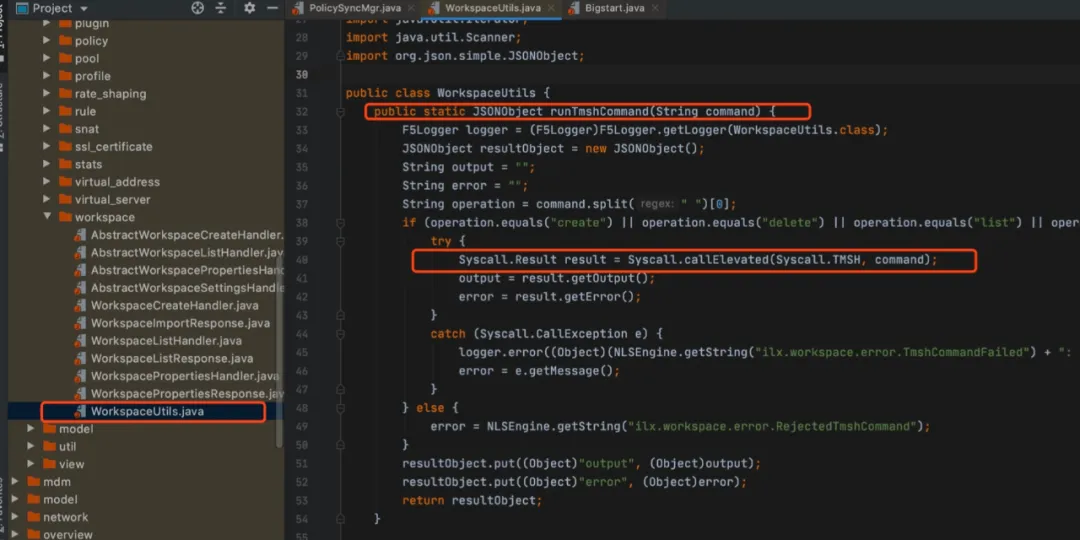 Project
plugin
policy
pool
profile
rate_shaping
rule
snat
ssl_certificate
stats
virtual_address
virtual_server
workspace
AbstractWorkspaceCreateHandler.
AbstractWorkspaceListHandler.jav
AbstractWorkspacePropertiesHan
AbstractWorkspaceSettingsHandle
WorkspaceCreateHandler.java
WorkspaceImportResponse.java
WorkspaceListHandler.java
WorkspaceListResponse.java
WorkspacePropertiesHandler.java
WorkspacePropertiesResponse.jav
WorkspaceUtils.java
model
util
view
mdm
model
network
overview
PolicySyncMgr.java
WorkspaceUtils.java
Bigstart.java
27 import java.util.Iterator;
28 import java.util.Scanner;
29 import org.json.simple.JSONObject;
30
31 public class WorkspaceUtils {
32 public static JSONObject runTmshCommand(String command) {
33 F5Logger logger = (F5Logger)F5Logger.getLogger(WorkspaceUtils.class);
34 JSONObject resultObject = new JSONObject();
35 String output = "";
36 String error = "";
37 String operation = command.split( regex: " ")[0];
38 if (operation.equals("create") || operation.equals("delete") || operation.equals("list") || oper
39 try {
40 Syscall.Result result = Syscall.callElevated(Syscall.TMSH, command);
41 output = result.getOutput();
42 error = result.getError();
43 }
44 catch (Syscall.CallException e) {
45 logger.error((Object)(NLSEngine.getString("ilx.workspace.error.TmshCommandFailed") + ":
46 error = e.getMessage();
47 }
48 } else {
49 error = NLSEngine.getString("ilx.workspace.error.RejectedTmshCommand");
50 }
51 resultObject.put((Object)"output", (Object)output);
52 resultObject.put((Object)"error", (Object)error);
53 return resultObject;
54 }
55